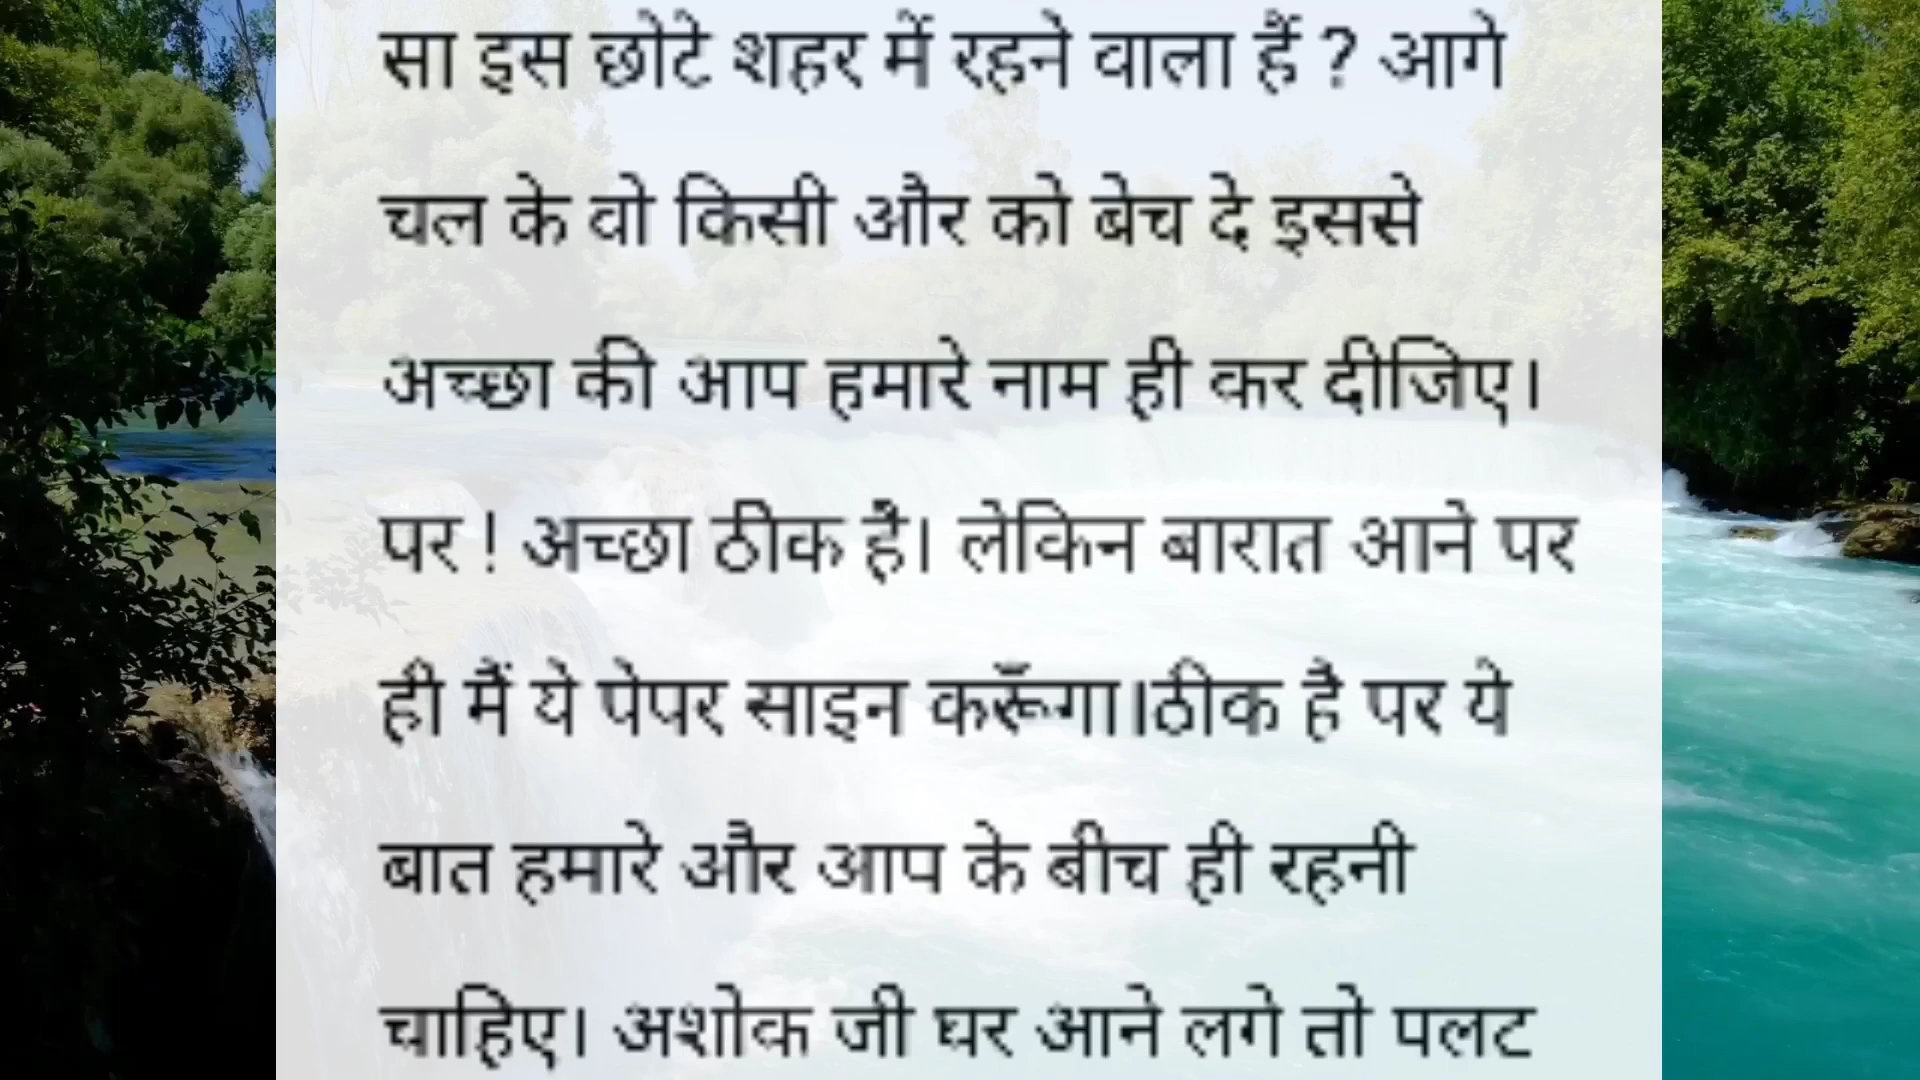 सा इस छोटे शहर में रहने वाला हैं ? आगे
चल के वो किसी और को बेच दे इससे
अच्छा की आप हमारे नाम ही कर दीजिए।
पर ! अच्छा ठीक है। लेकिन बारात आने पर
ही मैं ये पेपर साइन करूँगा।ठीक है पर ये
बात हमारे और आप के बीच ही रहनी
चाहिए। अशोक जी घर आने लगे तो पलट